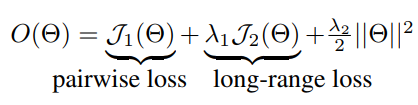 O(Θ) = 𝒥₁(Θ) + λ₁𝒥₂(Θ) + λ₂/2 ||Θ||²
pairwise loss long-range loss